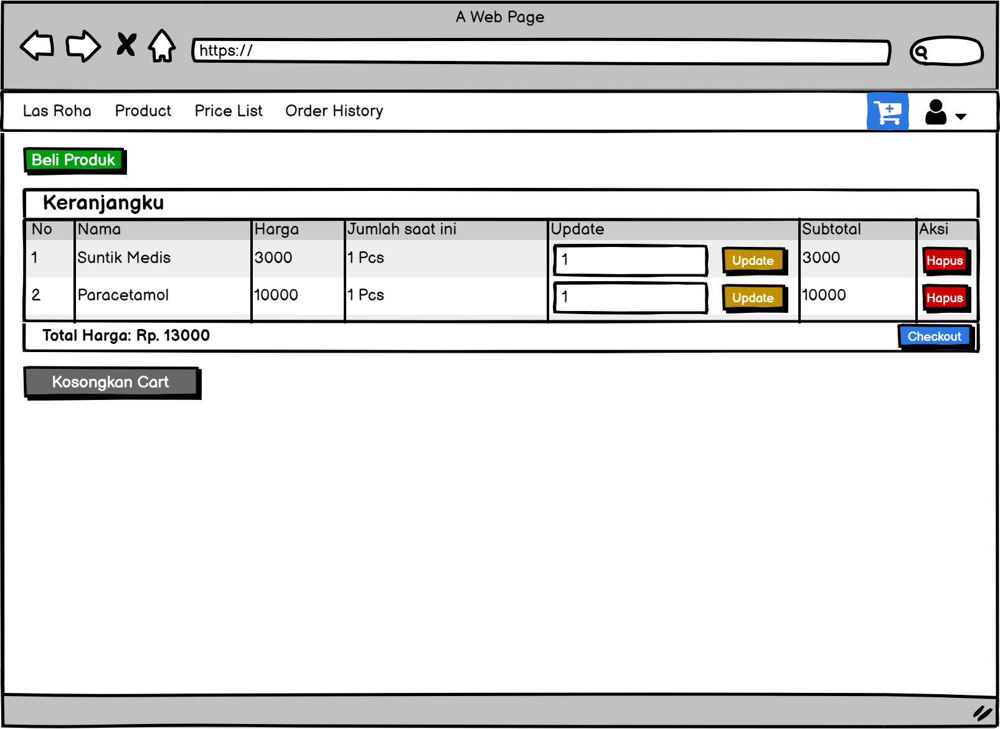 A Web Page
https://
Las Roha Product Price List Order History
Beli Produk
Keranjangku
No Nama Harga Jumlah saat ini Update Subtotal Aksi
1 Suntik Medis 3000 1 Pcs 1 Update 3000 Hapus
2 Paracetamol 10000 1 Pcs 1 Update 10000 Hapus
Total Harga: Rp. 13000 Checkout
Kosongkan Cart